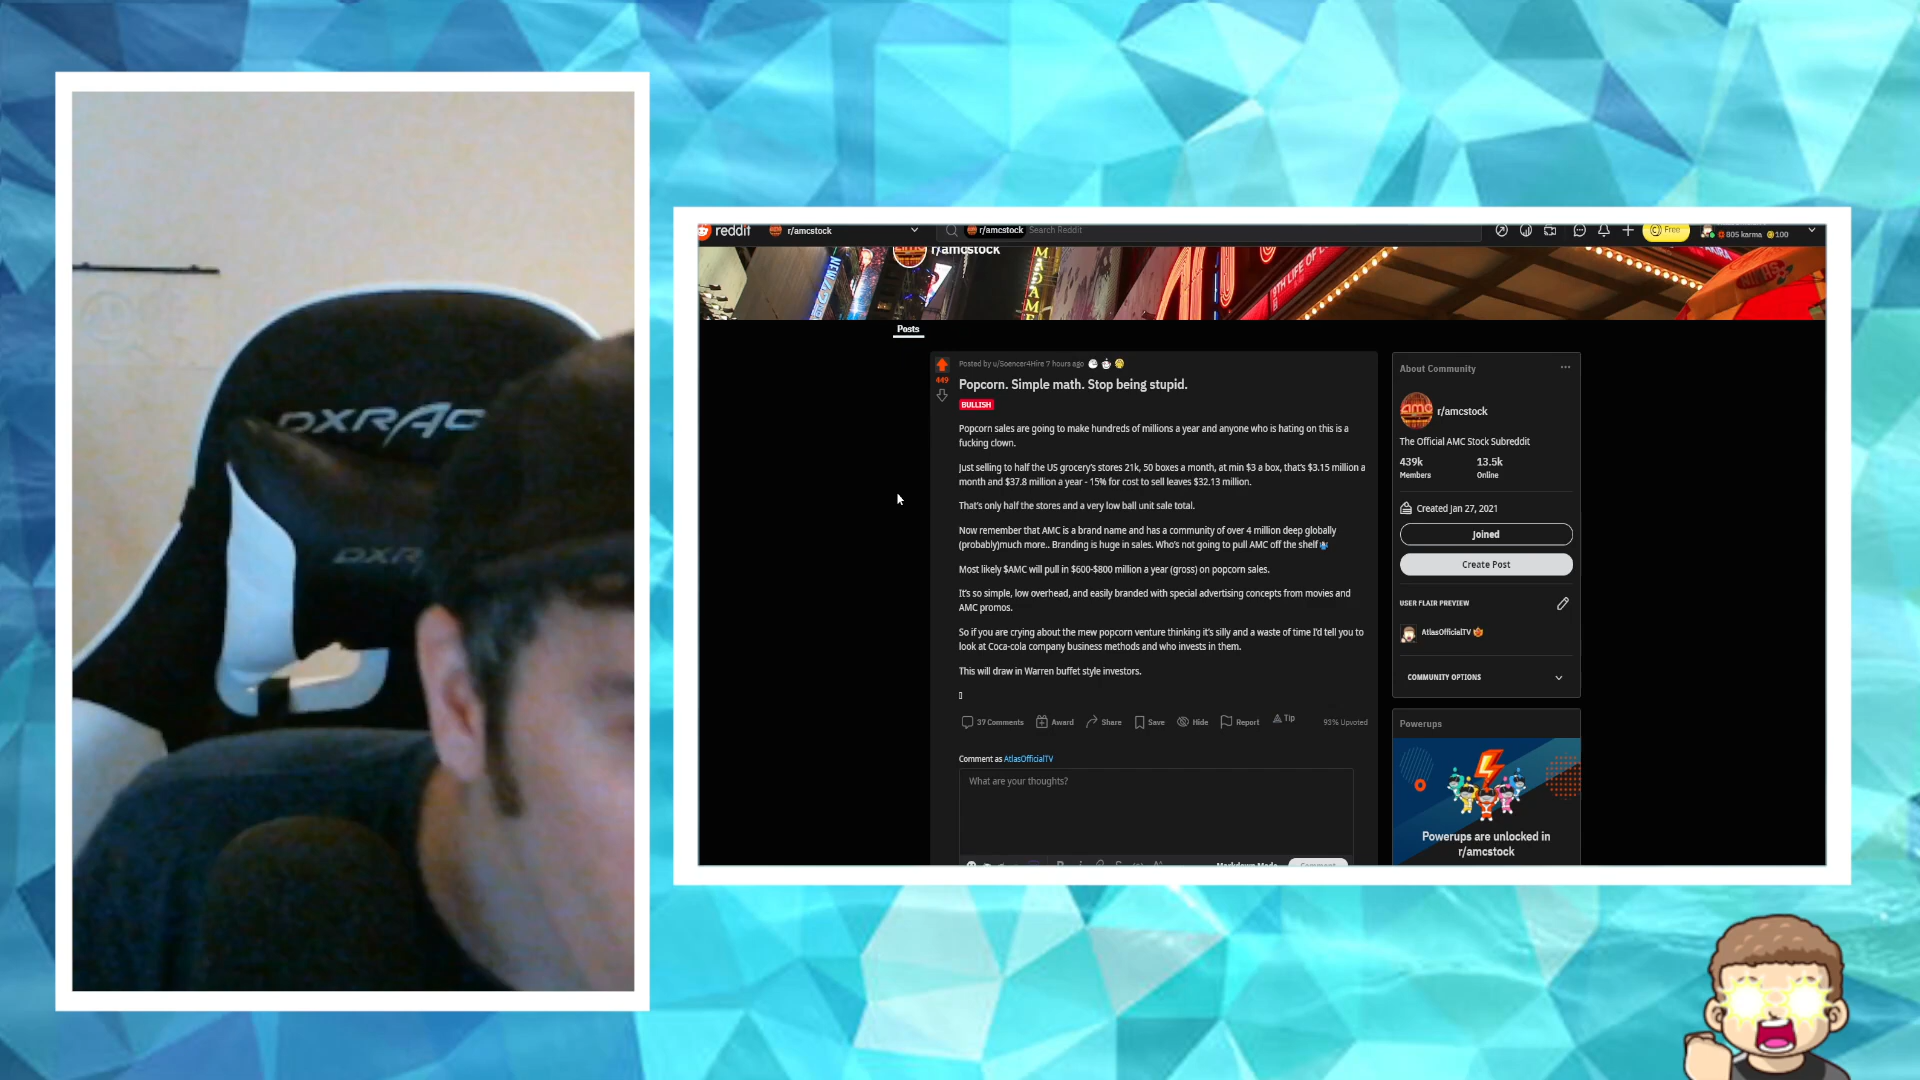 DXRAC
DXR
reddit
r/amcstock
r/amcstock
Search Reddit
Free
805 karma
100
r/amcstock
Posts
Posted by u/Soencer4Hire 7 hours ago
449
Popcorn. Simple math. Stop being stupid.
BULLISH
Popcorn sales are going to make hundreds of millions a year and anyone who is hating on this is a
fucking clown.
Just selling to half the US grocery's stores 21k, 50 boxes a month, at min $3 a box, that's $3.15 million a
month and $37.8 million a year - 15% for cost to sell leaves $32.13 million.
That's only half the stores and a very low ball unit sale total.
Now remember that AMC is a brand name and has a community of over 4 million deep globally
(probably)much more.. Branding is huge in sales. Who's not going to pull AMC off the shelf
Most likely $AMC will pull in $600-$800 million a year (gross) on popcorn sales.
It's so simple, low overhead, and easily branded with special advertising concepts from movies and
AMC promos.
So if you are crying about the mew popcorn venture thinking it's silly and a waste of time I'd tell you to
look at Coca-cola company business methods and who invests in them.
This will draw in Warren buffet style investors.
37 Comments
Award
Share
Save
Hide
Report
Tip
93% Upvoted
Comment as AtlasOfficialTV
What are your thoughts?
Markdown Mode
Comment
About Community
r/amcstock
The Official AMC Stock Subreddit
439k
13.5k
Members
Online
Created Jan 27, 2021
Joined
Create Post
USER FLAIR PREVIEW
AtlasOfficialTV
COMMUNITY OPTIONS
Powerups
Powerups are unlocked in
r/amcstock